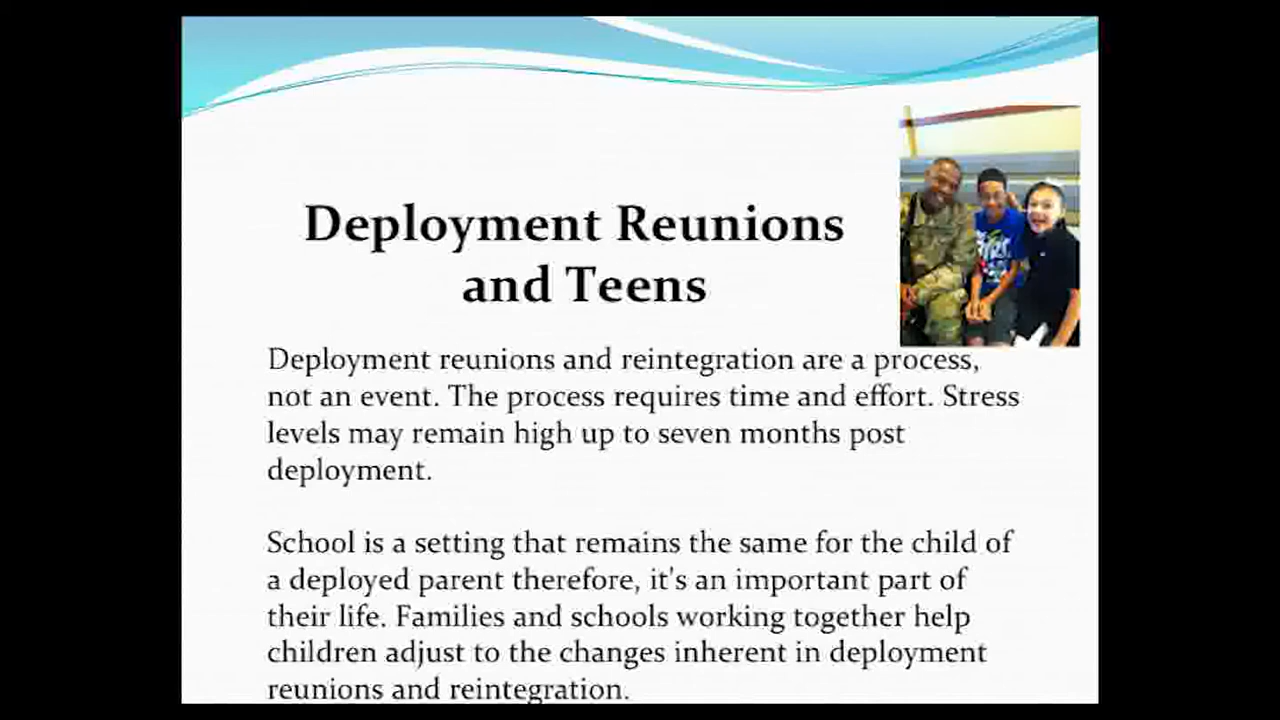 Deployment Reunions
and Teens
Deployment reunions and reintegration are a process,
not an event. The process requires time and effort. Stress
levels may remain high up to seven months post
deployment.
School is a setting that remains the same for the child of
a deployed parent therefore, it's an important part of
their life. Families and schools working together help
children adjust to the changes inherent in deployment
reunions and reintegration.